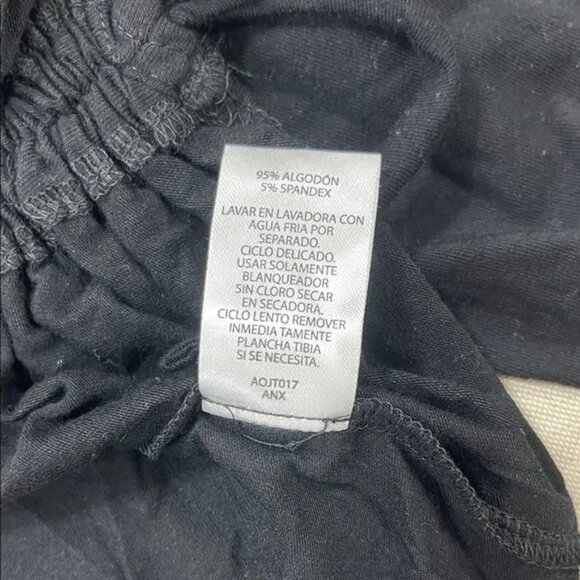 95% ALGODÓN
5% SPANDEX
LAVAR EN LAVADORA CON
AGUA FRIA POR
SEPARADO.
CICLO DELICADO.
USAR SOLAMENTE
BLANQUEADOR
SIN CLORO SECAR
EN SECADORA.
CICLO LENTO REMOVER
INMEDIA TAMENTE
PLANCHA TIBIA
SI SE NECESITA.
AOJT017
ANX